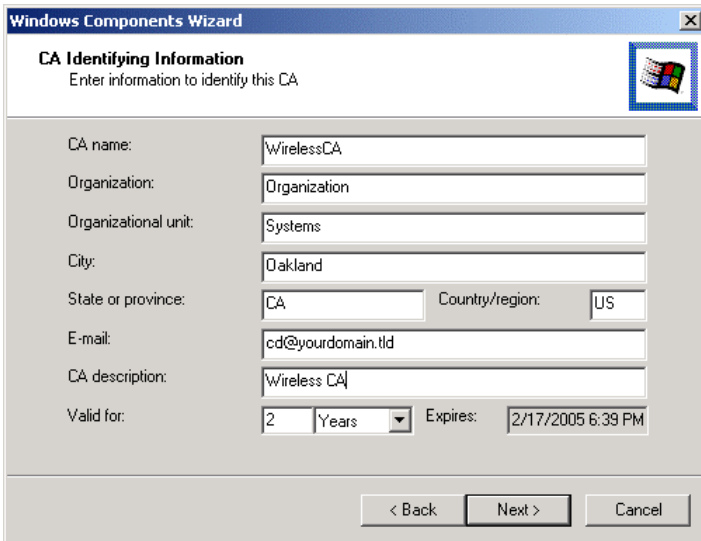 Windows Components Wizard
CA Identifying Information
Enter information to identify this CA
CA name: WirelessCA
Organization: Organization
Organizational unit: Systems
City: Oakland
State or province: CA Country/region: US
E-mail: cd@yourdomain.tld
CA description: Wireless CA
Valid for: 2 Years Expires: 2/17/2005 6:39 PM
< Back Next > Cancel